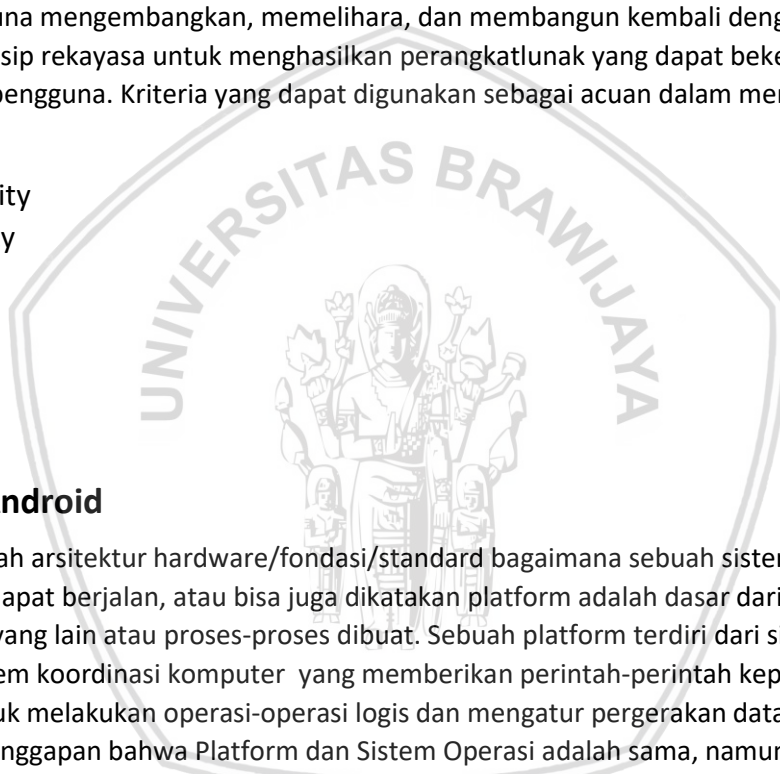 una mengembangkan, memelihara, dan membangun kembali deng
sip rekayasa untuk menghasilkan perangkatlunak yang dapat beke
pengguna. Kriteria yang dapat digunakan sebagai acuan dalam mer
ity
y
UNIVERSITAS BRAWIJAYA
ndroid
ah arsitektur hardware/fondasi/standard bagaimana sebuah sister
dapat berjalan, atau bisa juga dikatakan platform adalah dasar dari
yang lain atau proses-proses dibuat. Sebuah platform terdiri dari si
em koordinasi komputer yang memberikan perintah-perintah kep
uk melakukan operasi-operasi logis dan mengatur pergerakan data
nggapan bahwa Platform dan Sistem Operasi adalah sama, namur